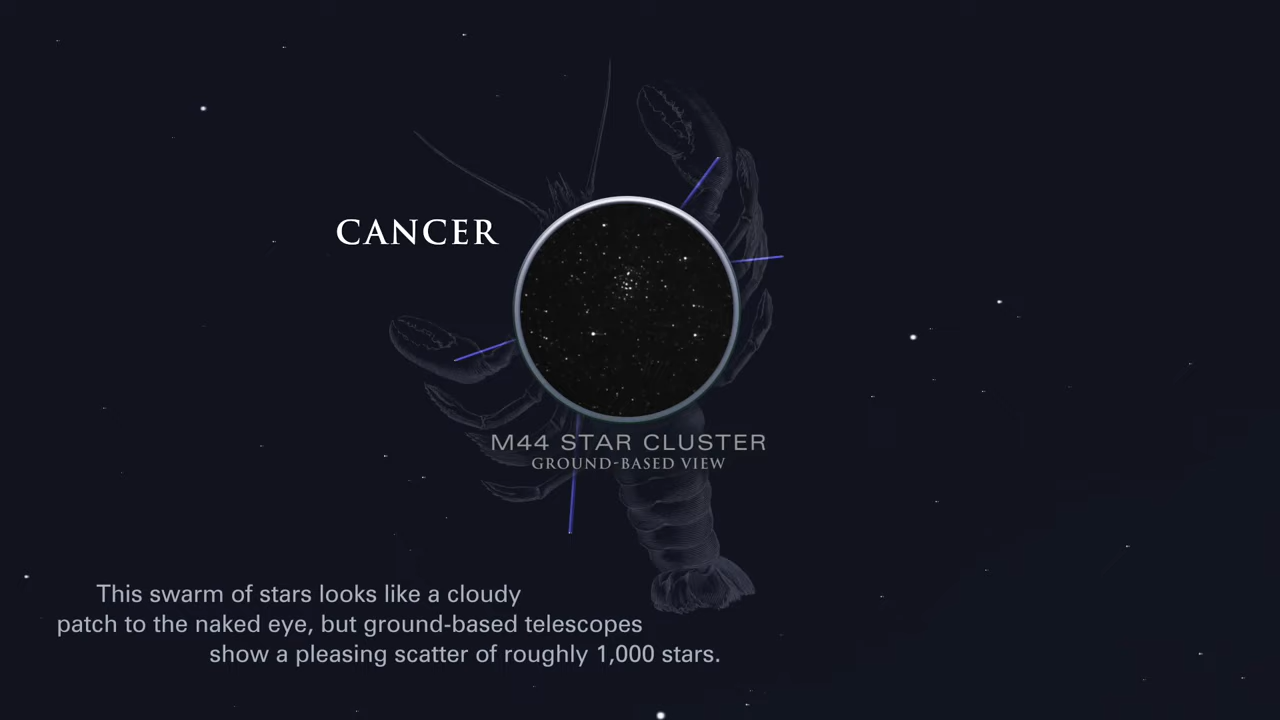 CANCER
M44 STAR CLUSTER
GROUND-BASED VIEW
This swarm of stars looks like a cloudy
patch to the naked eye, but ground-based telescopes
show a pleasing scatter of roughly 1,000 stars.